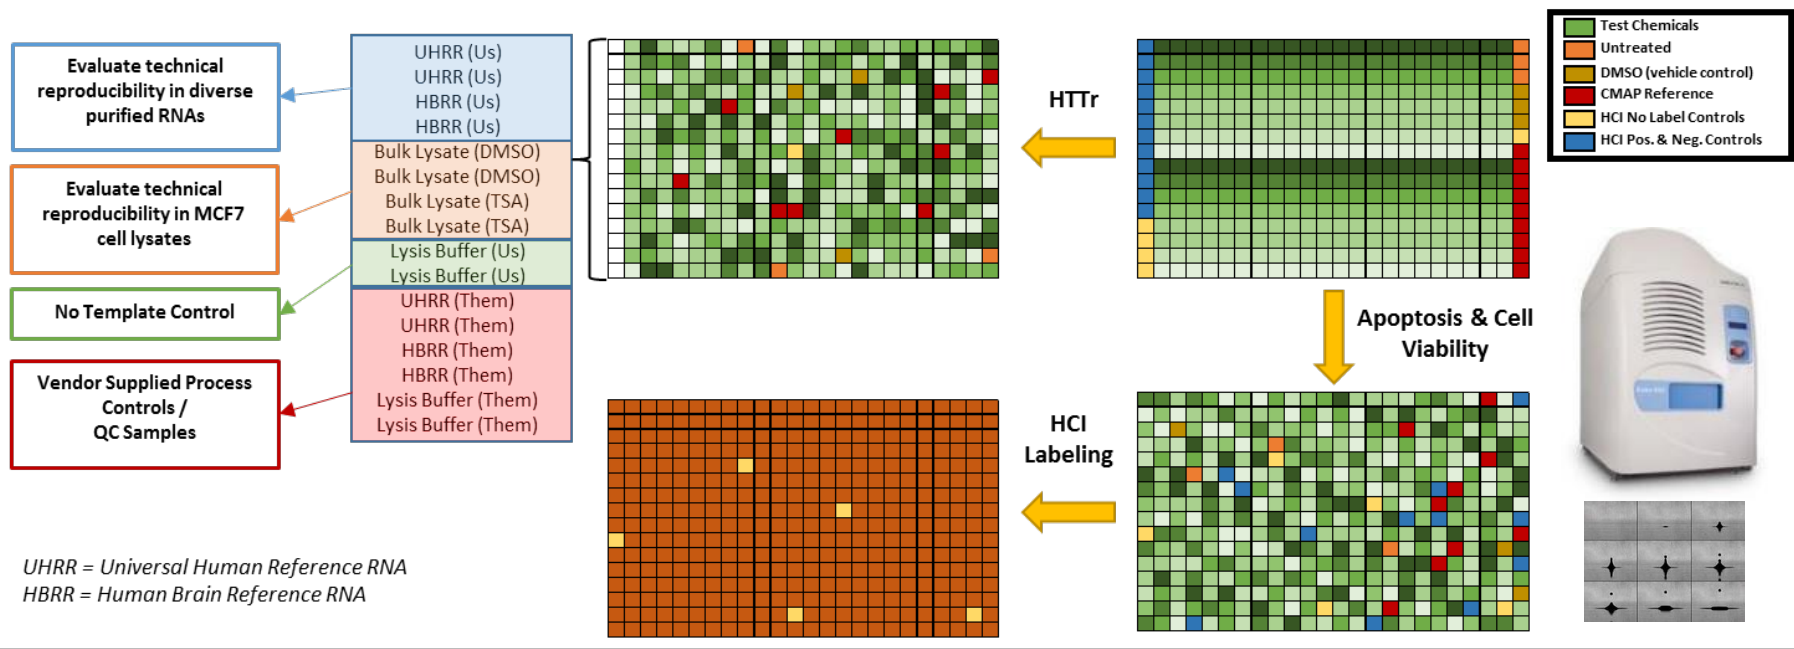 Evaluate technical
reproducibility in diverse
purified RNAs
Evaluate technical
reproducibility in MCF7
cell lysates
No Template Control
Vendor Supplied Process
Controls /
QC Samples
UHRR = Universal Human Reference RNA
HBRR = Human Brain Reference RNA
UHRR (Us)
UHRR (Us)
HBRR (Us)
HBRR (Us)
Bulk Lysate (DMSO)
Bulk Lysate (DMSO)
Bulk Lysate (TSA)
Bulk Lysate (TSA)
Lysis Buffer (Us)
Lysis Buffer (Us)
UHRR (Them)
UHRR (Them)
HBRR (Them)
HBRR (Them)
Lysis Buffer (Them)
Lysis Buffer (Them)
HTTr
Apoptosis & Cell
Viability
HCI
Labeling
Test Chemicals
Untreated
DMSO (vehicle control)
CMAP Reference
HCI No Label Controls
HCI Pos. & Neg. Controls